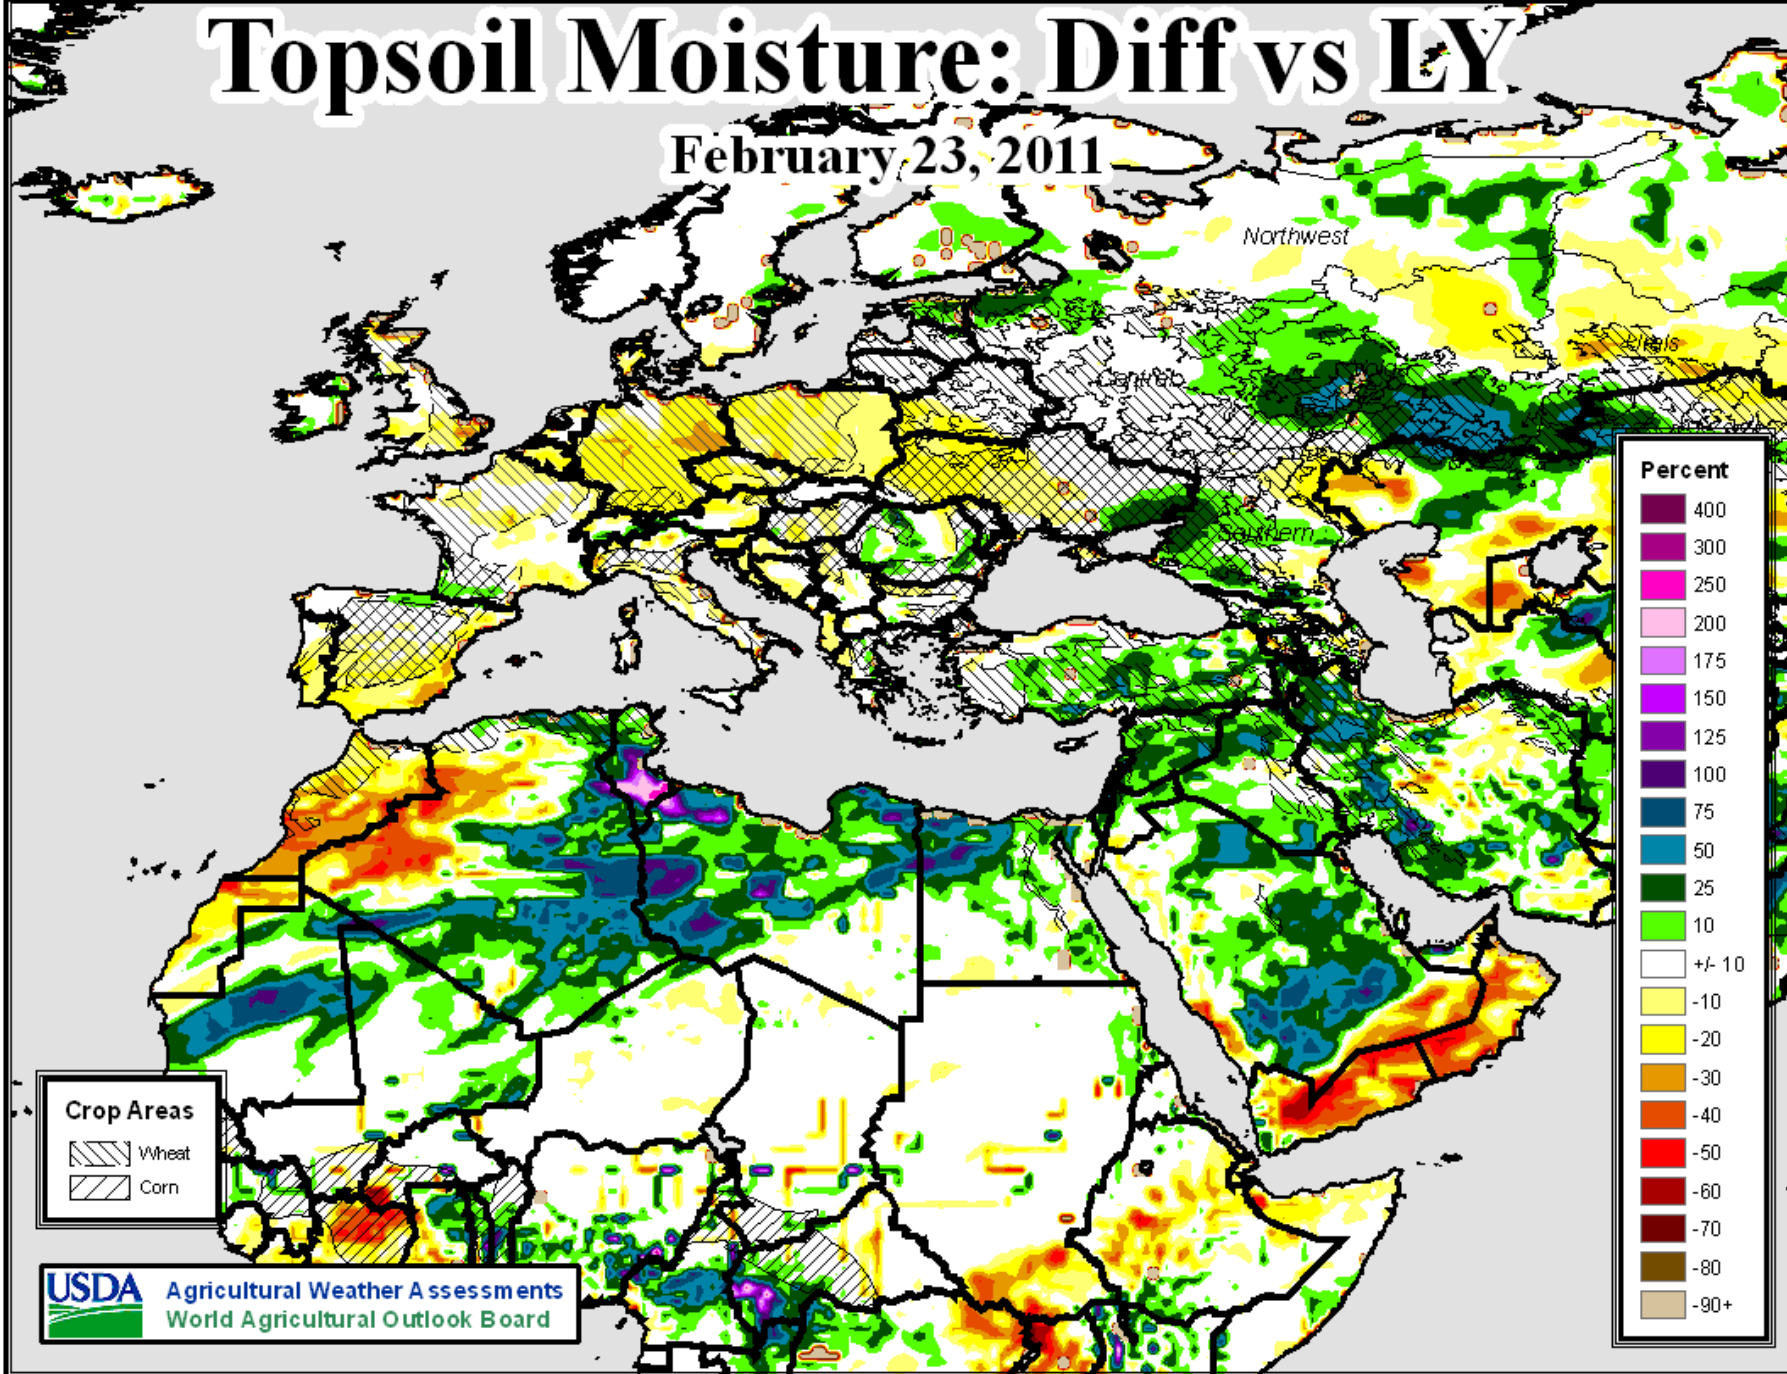 Topsoil Moisture: Diff vs LY
February 23, 2011
Northwest
Urals
Central
Southern
Percent
400
300
250
200
175
150
125
100
75
50
25
10
+/- 10
-10
-20
-30
-40
-50
-60
-70
-80
-90+
Crop Areas
Wheat
Corn
USDA
Agricultural Weather Assessments
World Agricultural Outlook Board